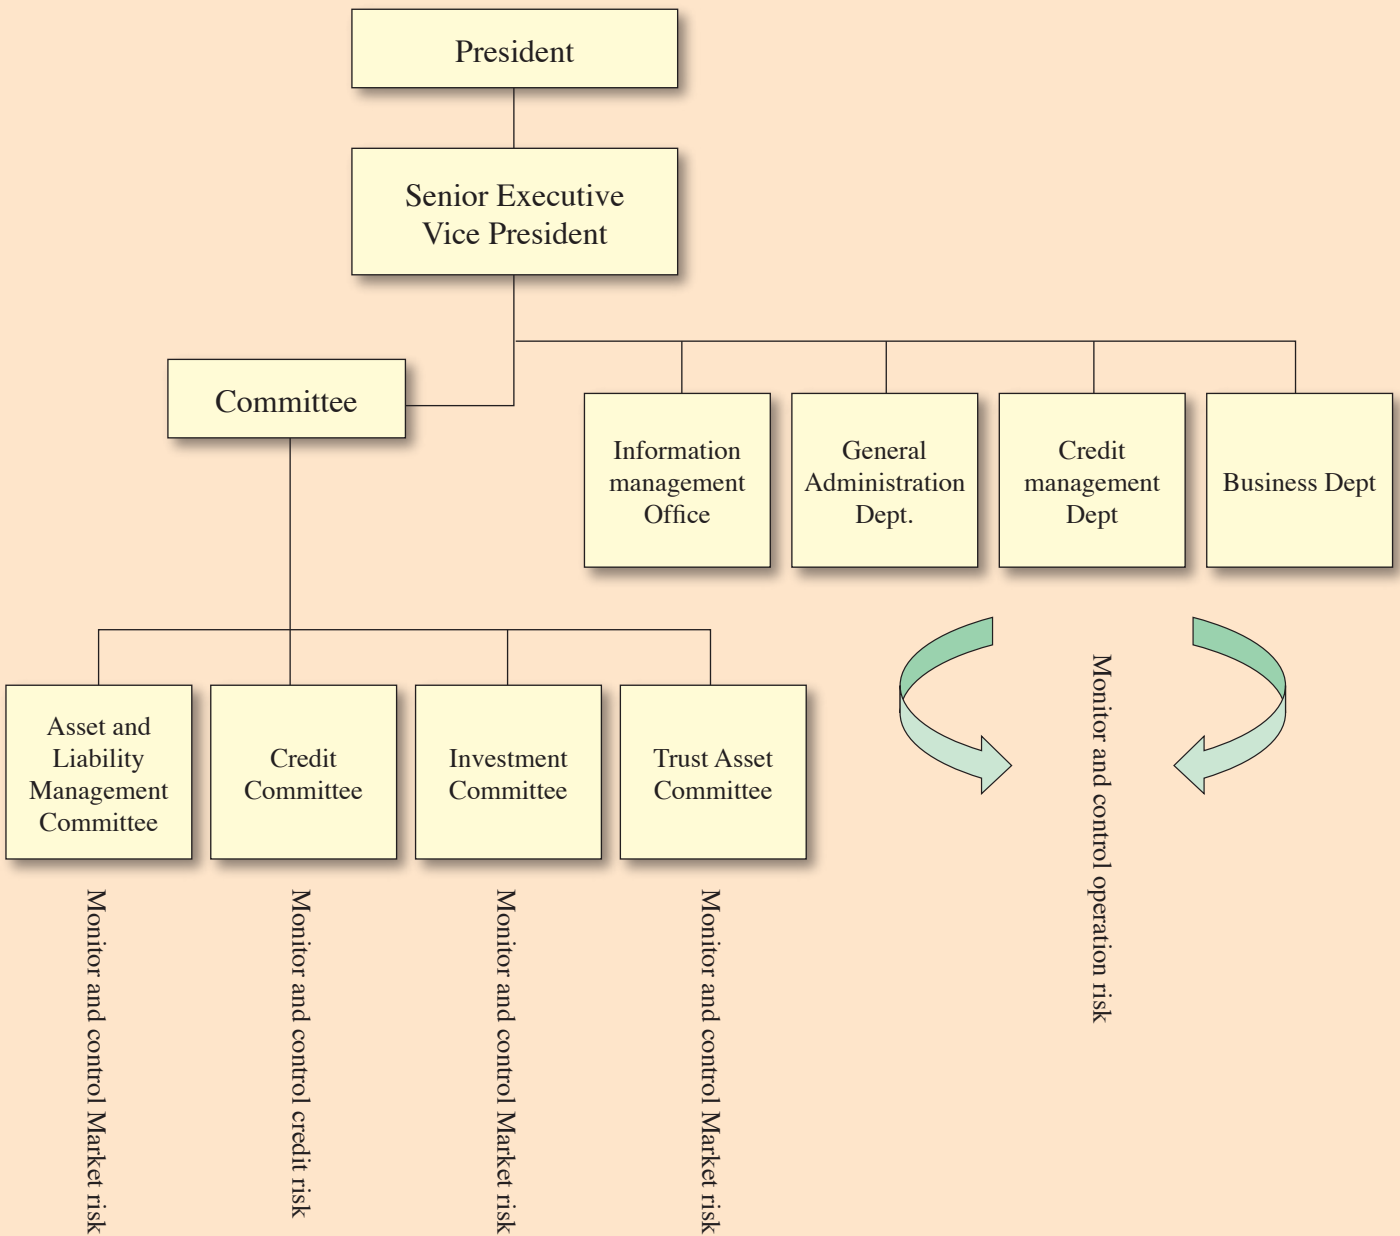 President
Senior Executive
Vice President
Committee
Information
management
Office
General
Administration
Dept.
Credit
management
Dept
Business Dept
Asset and
Liability
Management
Committee
Credit
Committee
Investment
Committee
Trust Asset
Committee
Monitor and control operation risk
Monitor and control Market risk
Monitor and control credit risk
Monitor and control Market risk
Monitor and control Market risk